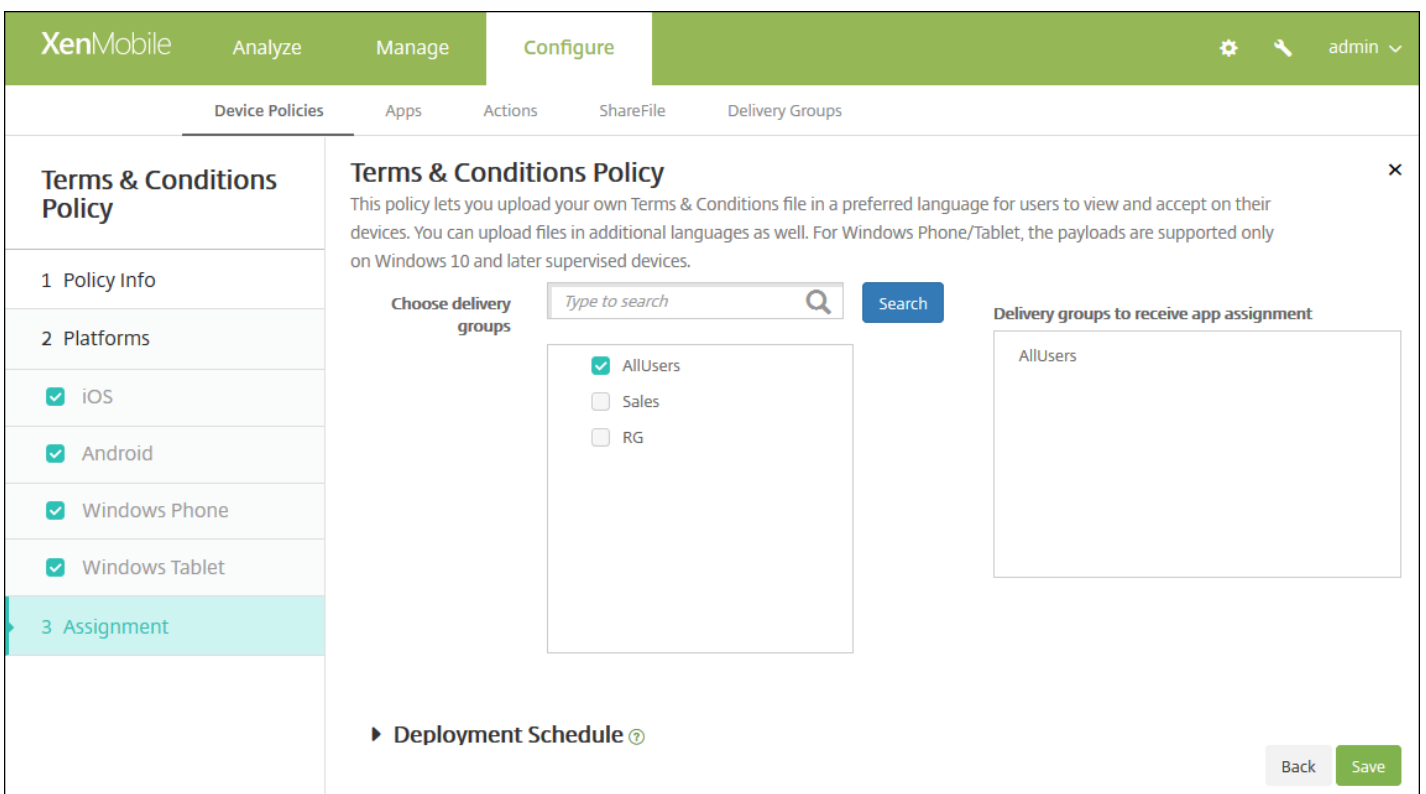 XenMobile Analyze Manage Configure admin
Device Policies Apps Actions ShareFile Delivery Groups
Terms & Conditions
Policy
1 Policy Info
2 Platforms
iOS
Android
Windows Phone
Windows Tablet
3 Assignment
Terms & Conditions Policy
This policy lets you upload your own Terms & Conditions file in a preferred language for users to view and accept on their
devices. You can upload files in additional languages as well. For Windows Phone/Tablet, the payloads are supported only
on Windows 10 and later supervised devices.
Choose delivery
groups
Type to search
Search
AllUsers
Sales
RG
Delivery groups to receive app assignment
AllUsers
Deployment Schedule ?
Back Save